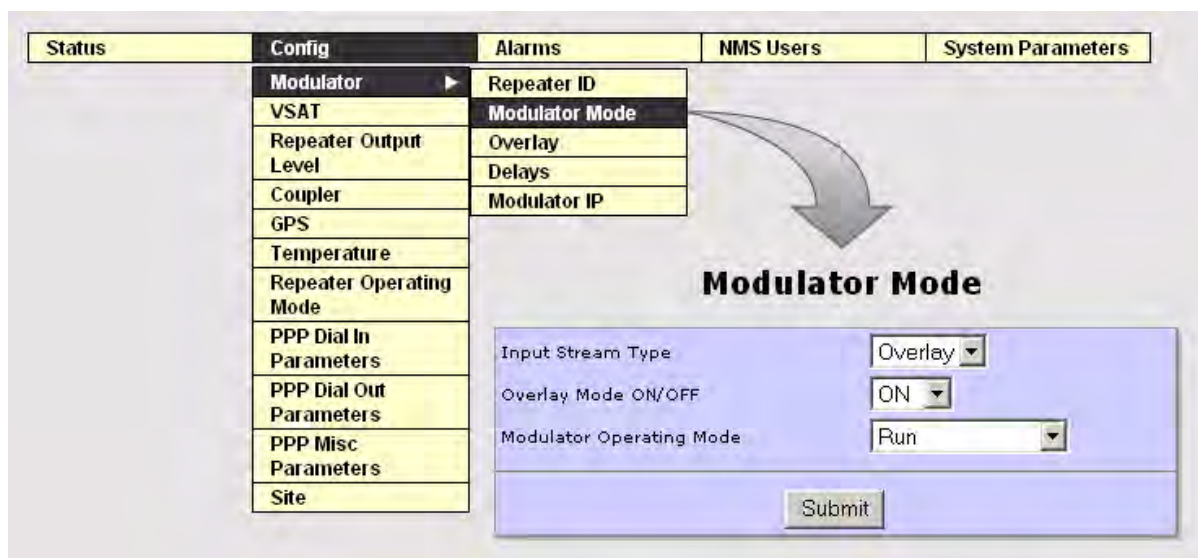 Status
Config
Alarms
NMS Users
System Parameters
Modulator
VSAT
Repeater Output
Level
Coupler
GPS
Temperature
Repeater Operating
Mode
PPP Dial In
Parameters
PPP Dial Out
Parameters
PPP Misc
Parameters
Site
Repeater ID
Modulator Mode
Overlay
Delays
Modulator IP
Modulator Mode
Input Stream Type Overlay
Overlay Mode ON/OFF ON
Modulator Operating Mode Run
Submit